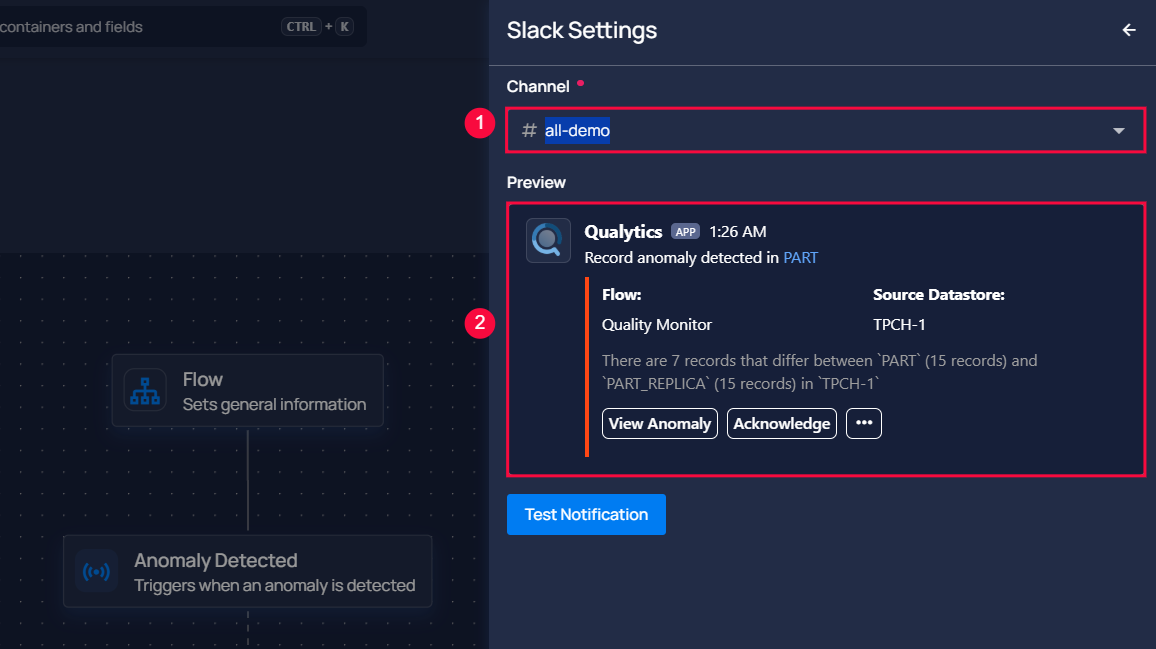 containers and fields
CTRL + K
Slack Settings
Channel
1
# all-demo
Preview
2
Qualytics APP 1:26 AM
Record anomaly detected in PART
Flow: Source Datastore:
Quality Monitor TPCH-1
There are 7 records that differ between `PART` (15 records) and
`PART_REPLICA` (15 records) in `TPCH-1`
View Anomaly Acknowledge •••
Test Notification
Flow
Sets general information
Anomaly Detected
Triggers when an anomaly is detected